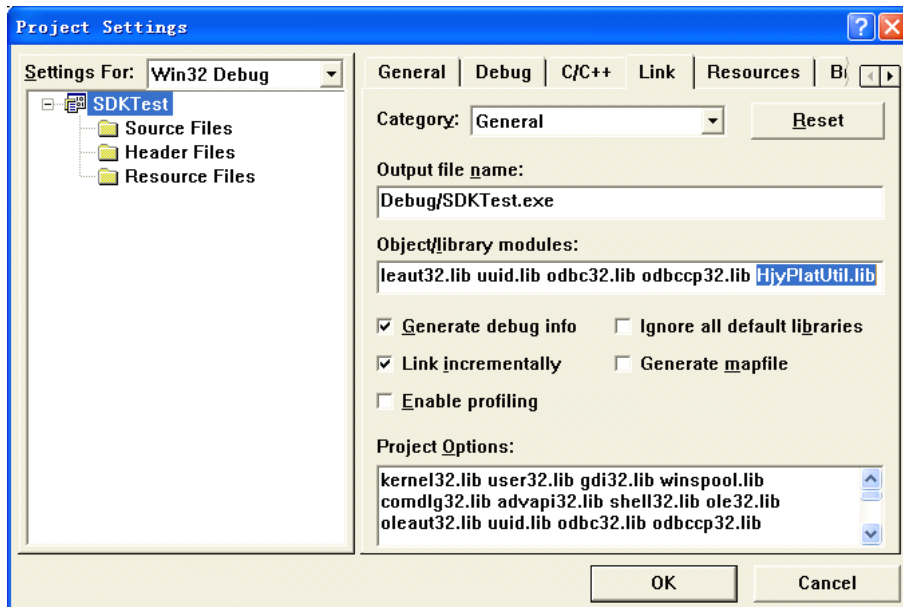 Project Settings
Settings For: Win32 Debug
General Debug C/C++ Link Resources
SDKTest
Source Files
Header Files
Resource Files
Category: General Reset
Output file name:
Debug/SDKTest.exe
Object/library modules:
leaut32.lib uuid.lib odbc32.lib odbccp32.lib HjyPlatUtil.lib
Generate debug info Ignore all default libraries
Link incrementally Generate mapfile
Enable profiling
Project Options:
kernel32.lib user32.lib gdi32.lib winspool.lib
comdlg32.lib advapi32.lib shell32.lib ole32.lib
oleaut32.lib uuid.lib odbc32.lib odbccp32.lib
OK Cancel